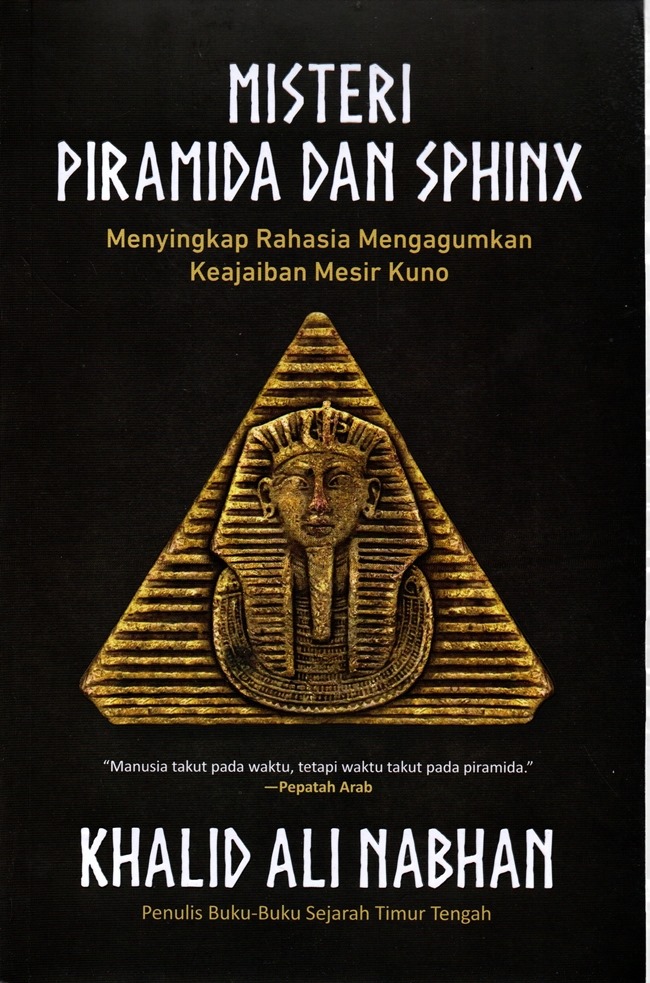 MISTERI
PIRAMIDA DAN SPHINX
Menyingkap Rahasia Mengagumkan
Keajaiban Mesir Kuno
“Manusia takut pada waktu, tetapi waktu takut pada piramida.”
—Pepatah Arab
KHALID ALI NABHAN
Penulis Buku-Buku Sejarah Timur Tengah